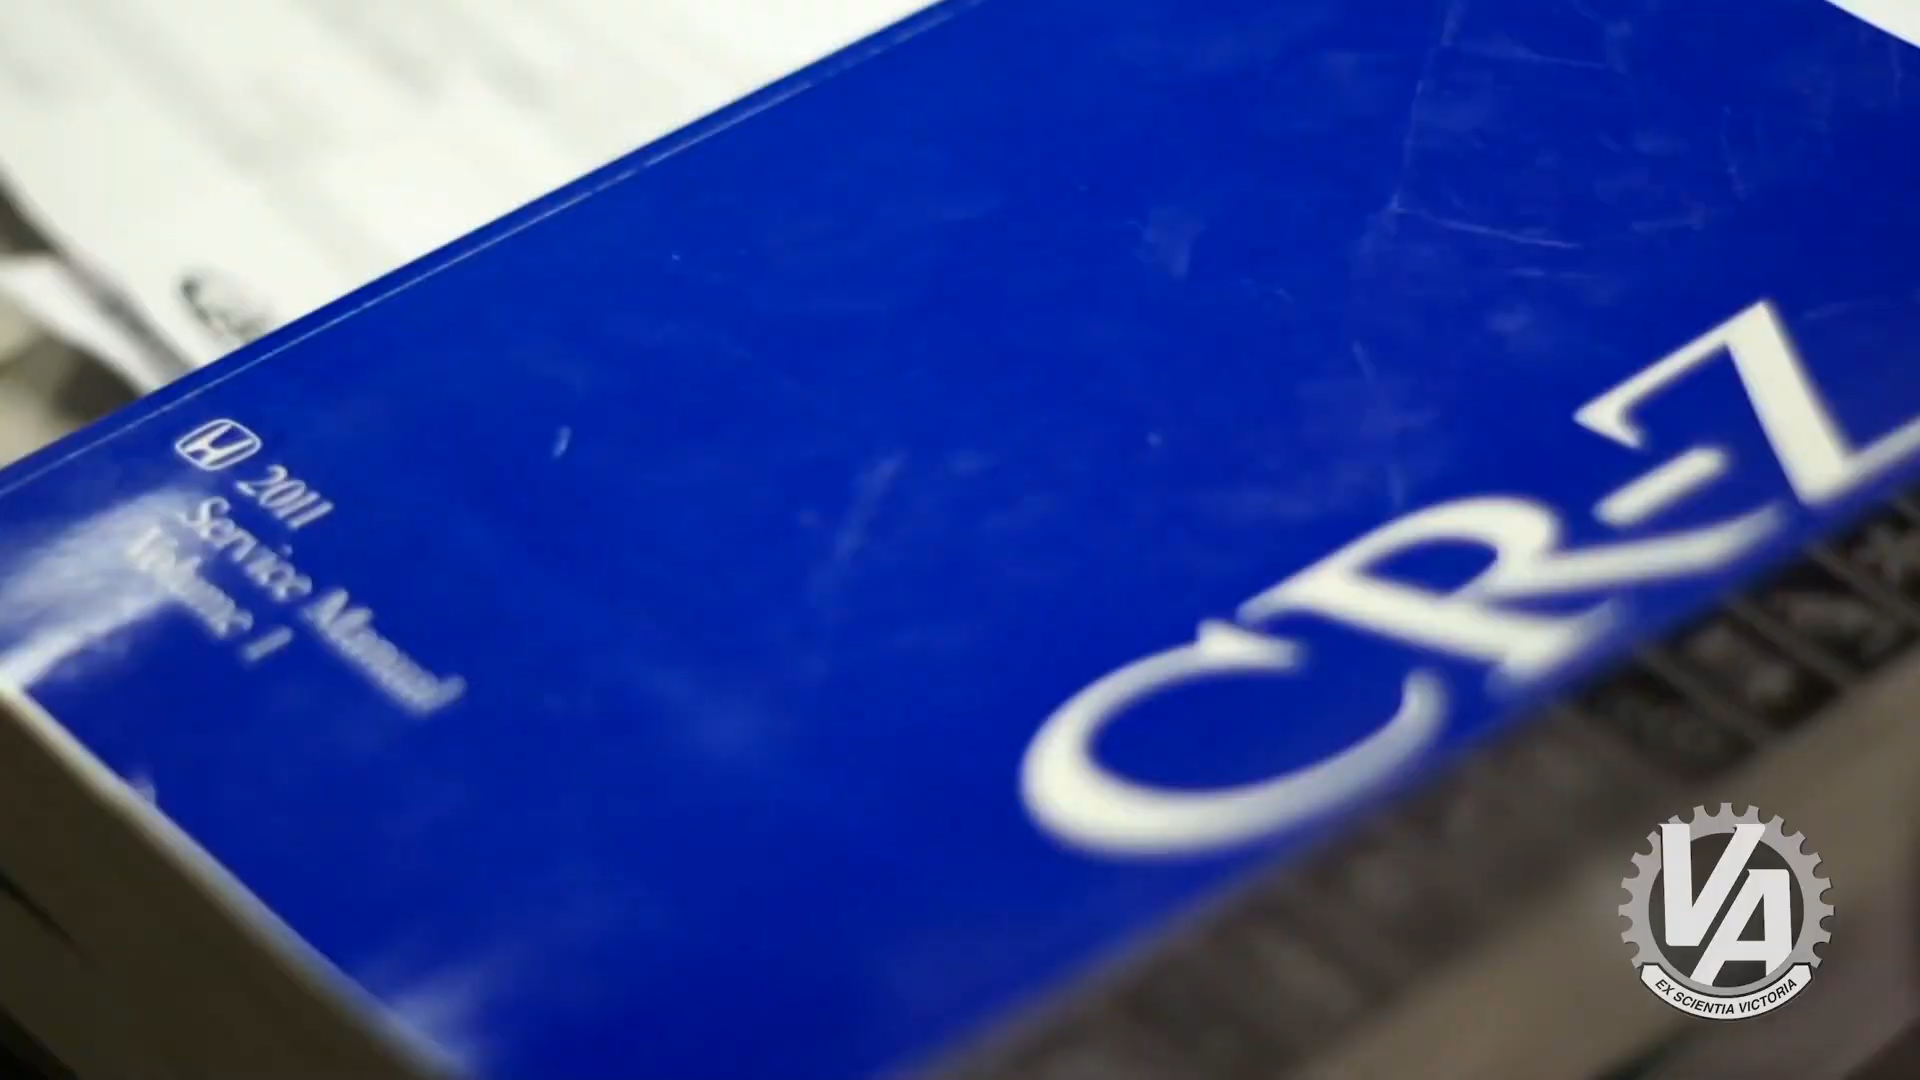 2011
Service Manual
Volume 1
CR-Z
VA
EX SCIENTIA VICTORIA